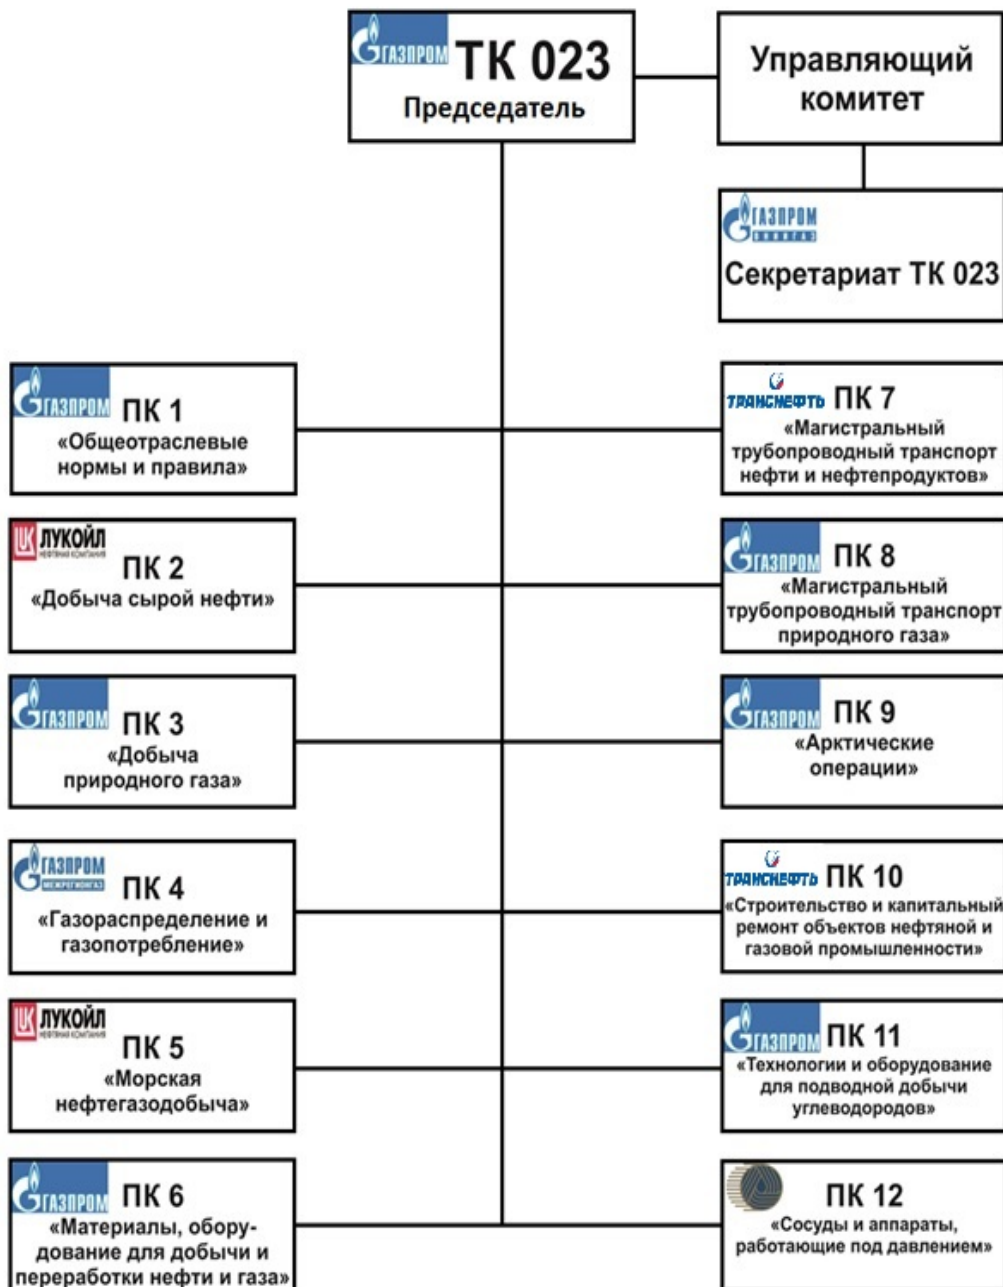 ГАЗПРОМ ТК 023
Председатель
Управляющий
комитет
ГАЗПРОМ
ВНИИГАЗ
Секретариат ТК 023
ГАЗПРОМ ПК 1
«Общеотраслевые
нормы и правила»
ЛУКОЙЛ
НЕФТЯНАЯ КОМПАНИЯ
ПК 2
«Добыча сырой нефти»
ГАЗПРОМ ПК 3
«Добыча
природного газа»
ГАЗПРОМ
МЕЖРЕГИОНГАЗ
ПК 4
«Газораспределение и
газопотребление»
ЛУКОЙЛ
НЕФТЯНАЯ КОМПАНИЯ
ПК 5
«Морская
нефтегазодобыча»
ГАЗПРОМ ПК 6
«Материалы, обору-
дование для добычи и
переработки нефти и газа»
ТРАНСНЕФТЬ ПК 7
«Магистральный
трубопроводный транспорт
нефти и нефтепродуктов»
ГАЗПРОМ ПК 8
«Магистральный
трубопроводный транспорт
природного газа»
ГАЗПРОМ ПК 9
«Арктические
операции»
ТРАНСНЕФТЬ ПК 10
«Строительство и капитальный
ремонт объектов нефтяной и
газовой промышленности»
ГАЗПРОМ ПК 11
«Технологии и оборудование
для подводной добычи
углеводородов»
ПК 12
«Сосуды и аппараты,
работающие под давлением»